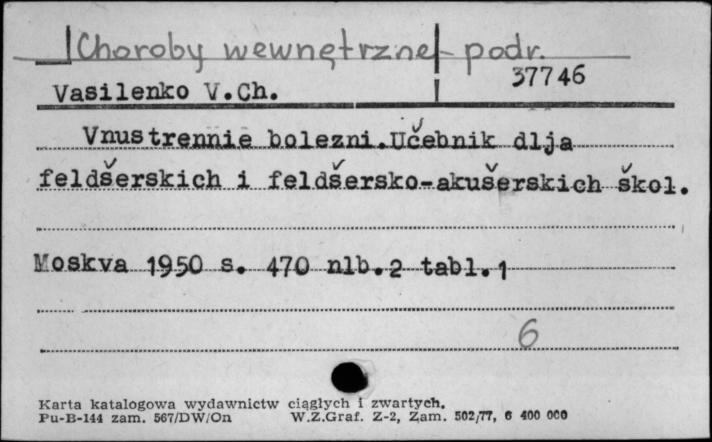 Choroby wewnętrzne - podr.
37746
Vasilenko V.Ch.
Vnustrennie bolezni.Učebnik dlja
feldšerskich i feldšersko-akušerskich škol.
Moskva 1950 s. 470 nlb.2 tabl.1
6
Karta katalogowa wydawnictw ciągłych i zwartych.
Pu-B-144 zam. 567/DW/On W.Z.Graf. Z-2, Zam. 502/77, 6 400 000